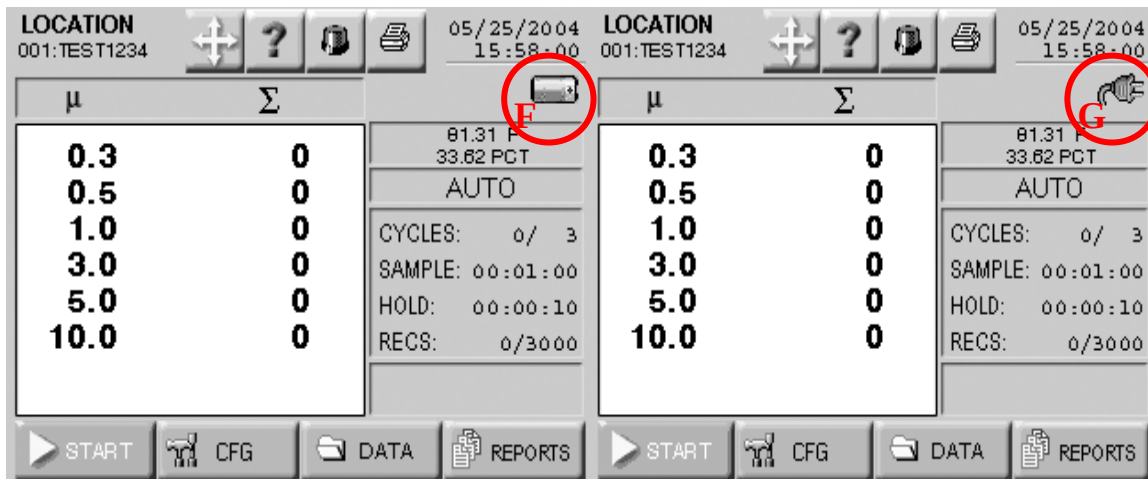 LOCATION
001:TEST1234
?
05/25/2004
15:58:00
F
μ Σ
0.3 0
0.5 0
1.0 0
3.0 0
5.0 0
10.0 0
81.31 F
33.62 PCT
AUTO
CYCLES: 0/ 3
SAMPLE: 00:01:00
HOLD: 00:00:10
RECS: 0/3000
START CFG DATA REPORTS
LOCATION
001:TEST1234
?
05/25/2004
15:58:00
G
μ Σ
0.3 0
0.5 0
1.0 0
3.0 0
5.0 0
10.0 0
81.31 F
33.62 PCT
AUTO
CYCLES: 0/ 3
SAMPLE: 00:01:00
HOLD: 00:00:10
RECS: 0/3000
START CFG DATA REPORTS